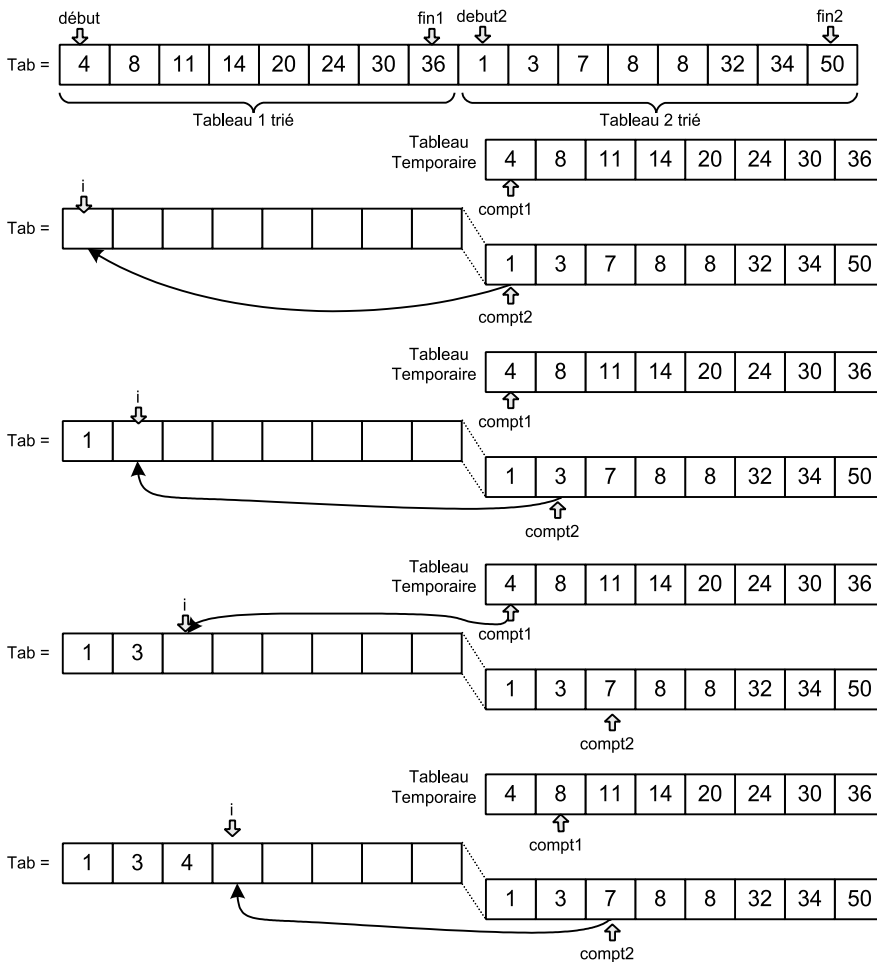 début fin1 debut2 fin2
Tab = 4 8 11 14 20 24 30 36 1 3 7 8 8 32 34 50
Tableau 1 trié Tableau 2 trié
Tableau
Temporaire 4 8 11 14 20 24 30 36
i
compt1
Tab =
1 3 7 8 8 32 34 50
compt2
Tableau
Temporaire 4 8 11 14 20 24 30 36
i
compt1
Tab = 1
1 3 7 8 8 32 34 50
compt2
Tableau
Temporaire 4 8 11 14 20 24 30 36
i
compt1
Tab = 1 3
1 3 7 8 8 32 34 50
compt2
Tableau
Temporaire 4 8 11 14 20 24 30 36
i
compt1
Tab = 1 3 4
1 3 7 8 8 32 34 50
compt2